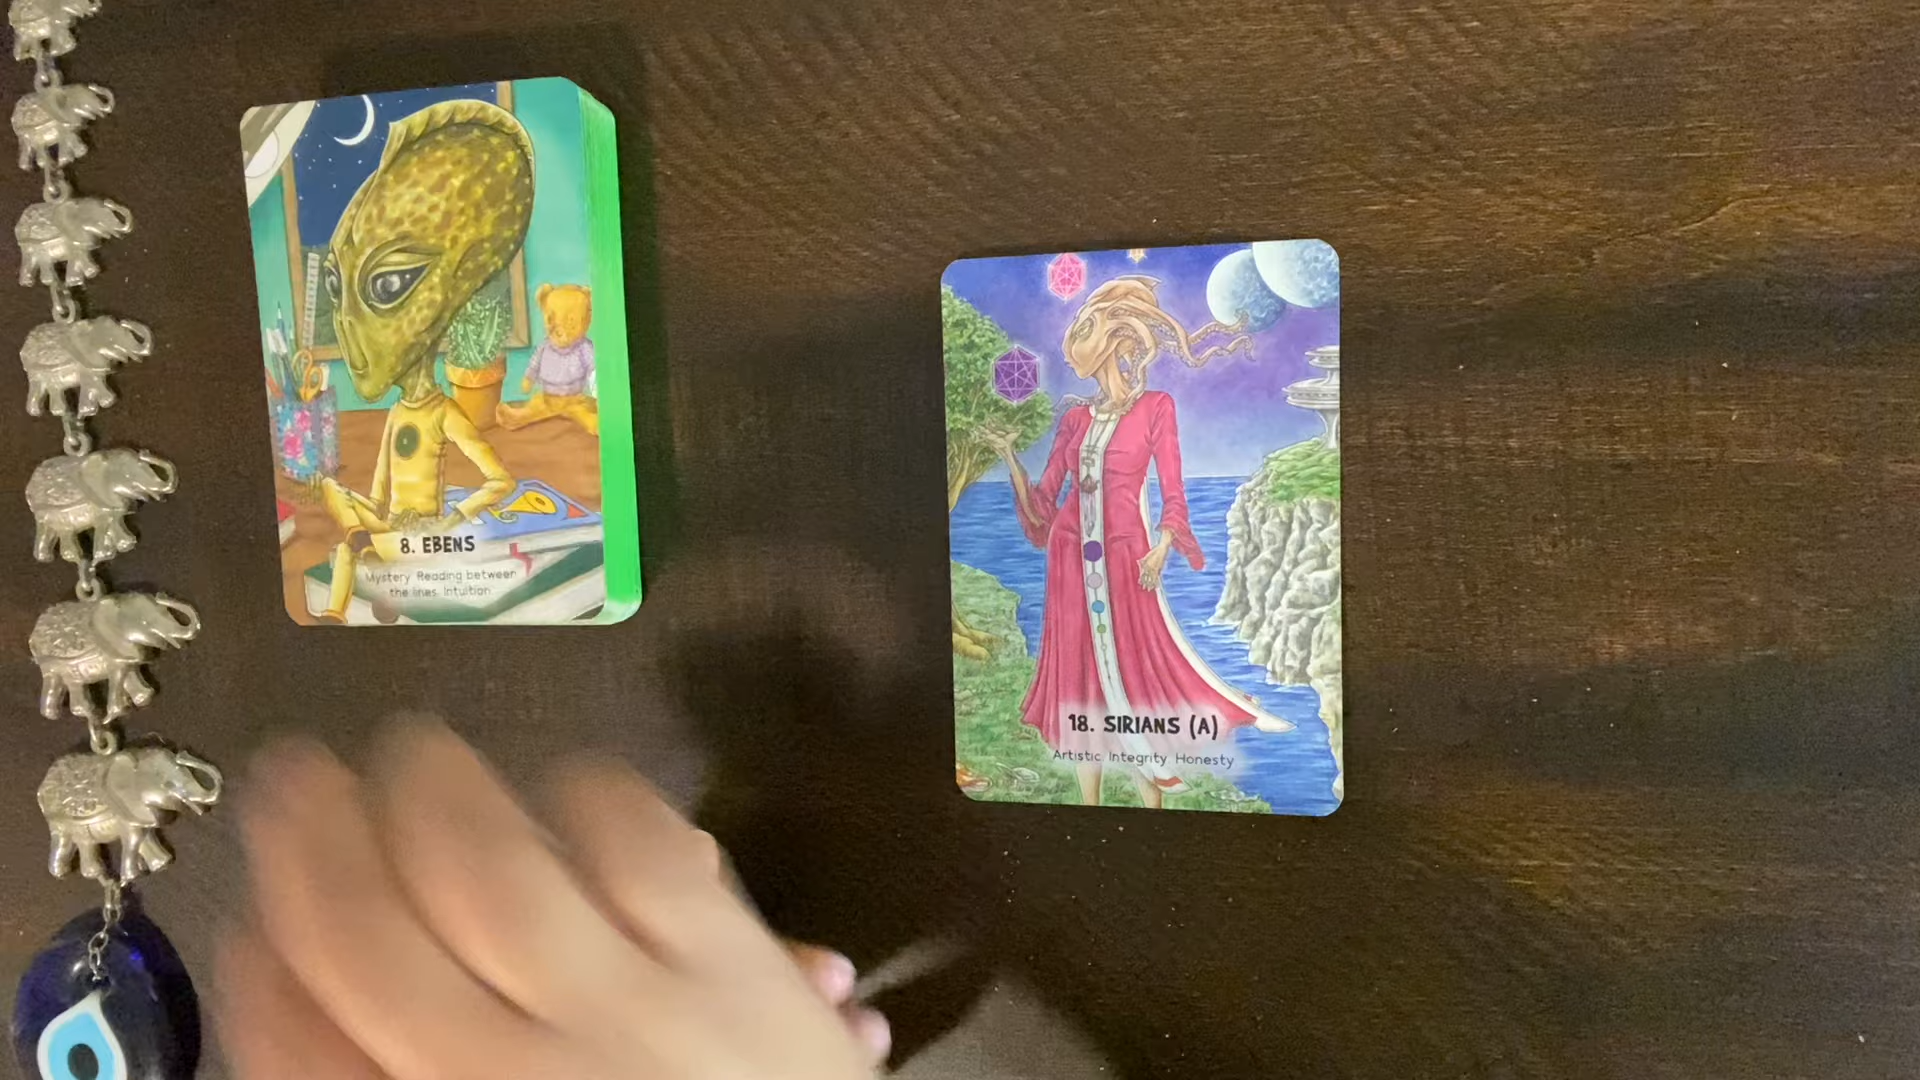 8. EBENS
Mystery Reading between
the lines Intuition
18. SIRIANS (A)
Artistic Integrity Honesty